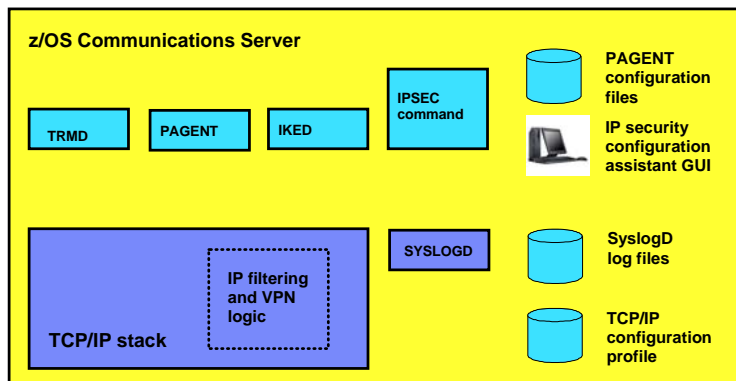 z/OS Communications Server
TRMD
PAGENT
IKED
IPSEC
command
PAGENT
configuration
files
IP security
configuration
assistant GUI
IP filtering
and VPN
logic
TCP/IP stack
SYSLOGD
SyslogD
log files
TCP/IP
configuration
profile